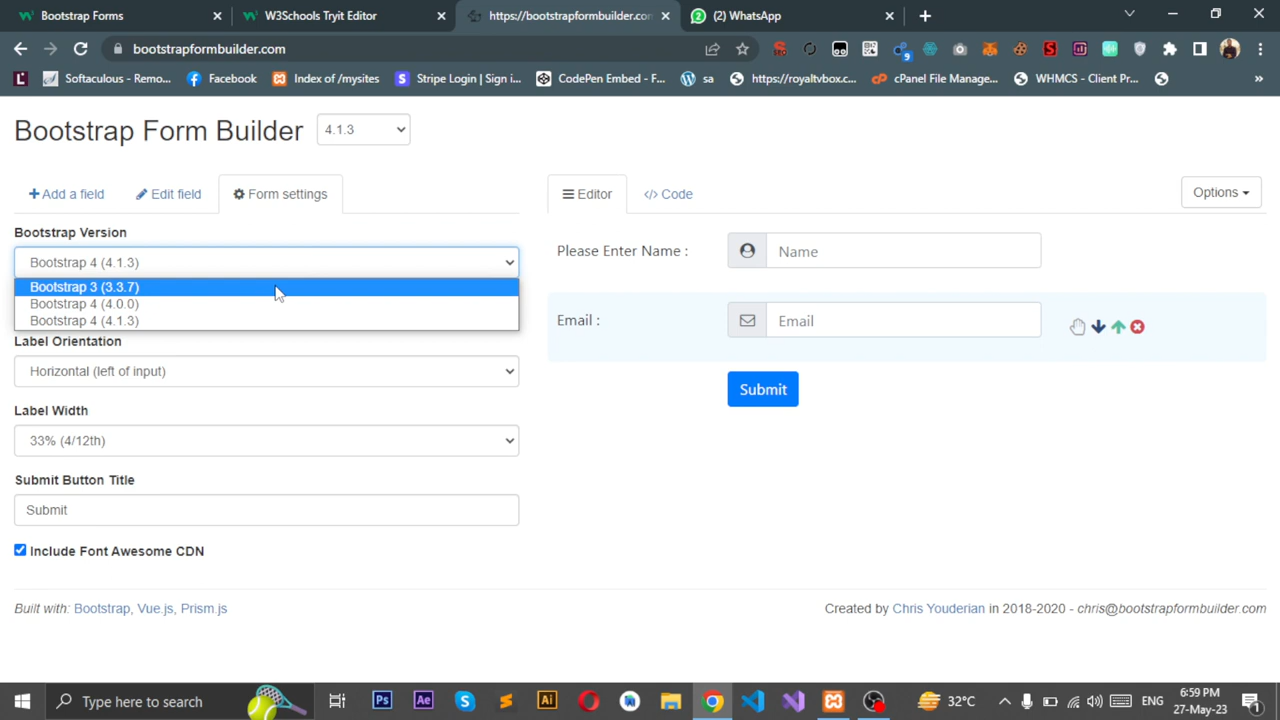 Bootstrap Forms
W3Schools Tryit Editor
https://bootstrapformbuilder.com
(2) WhatsApp
bootstrapformbuilder.com
9
Softaculous - Remo...
Facebook
Index of /mysites
Stripe Login | Sign i...
CodePen Embed - F...
sa
https://royaltvbox.c...
cPanel File Manage...
WHMCS - Client Pr...
Bootstrap Form Builder
4.1.3
Add a field
Edit field
Form settings
Editor
</> Code
Options
Bootstrap Version
Bootstrap 4 (4.1.3)
Bootstrap 3 (3.3.7)
Bootstrap 4 (4.0.0)
Bootstrap 4 (4.1.3)
Label Orientation
Horizontal (left of input)
Label Width
33% (4/12th)
Submit Button Title
Submit
Include Font Awesome CDN
Please Enter Name :
Name
Email :
Email
Submit
Built with: Bootstrap, Vue.js, Prism.js
Created by Chris Youderian in 2018-2020 - chris@bootstrapformbuilder.com
Type here to search
Ps
Ae
Ai
32°C
ENG
6:59 PM
27-May-23
1